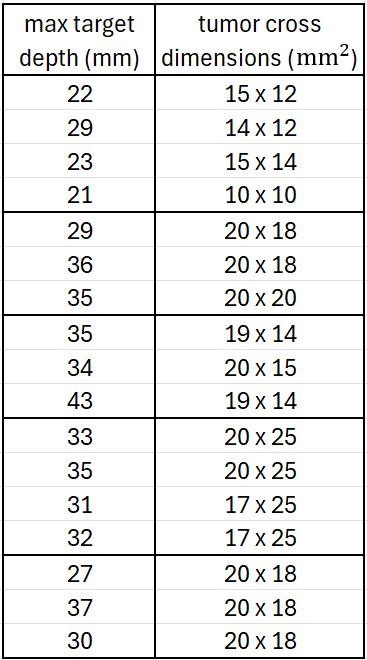 max target tumor cross
depth (mm) dimensions (mm²)
22 15 x 12
29 14 x 12
23 15 x 14
21 10 x 10
29 20 x 18
36 20 x 18
35 20 x 20
35 19 x 14
34 20 x 15
43 19 x 14
33 20 x 25
35 20 x 25
31 17 x 25
32 17 x 25
27 20 x 18
37 20 x 18
30 20 x 18